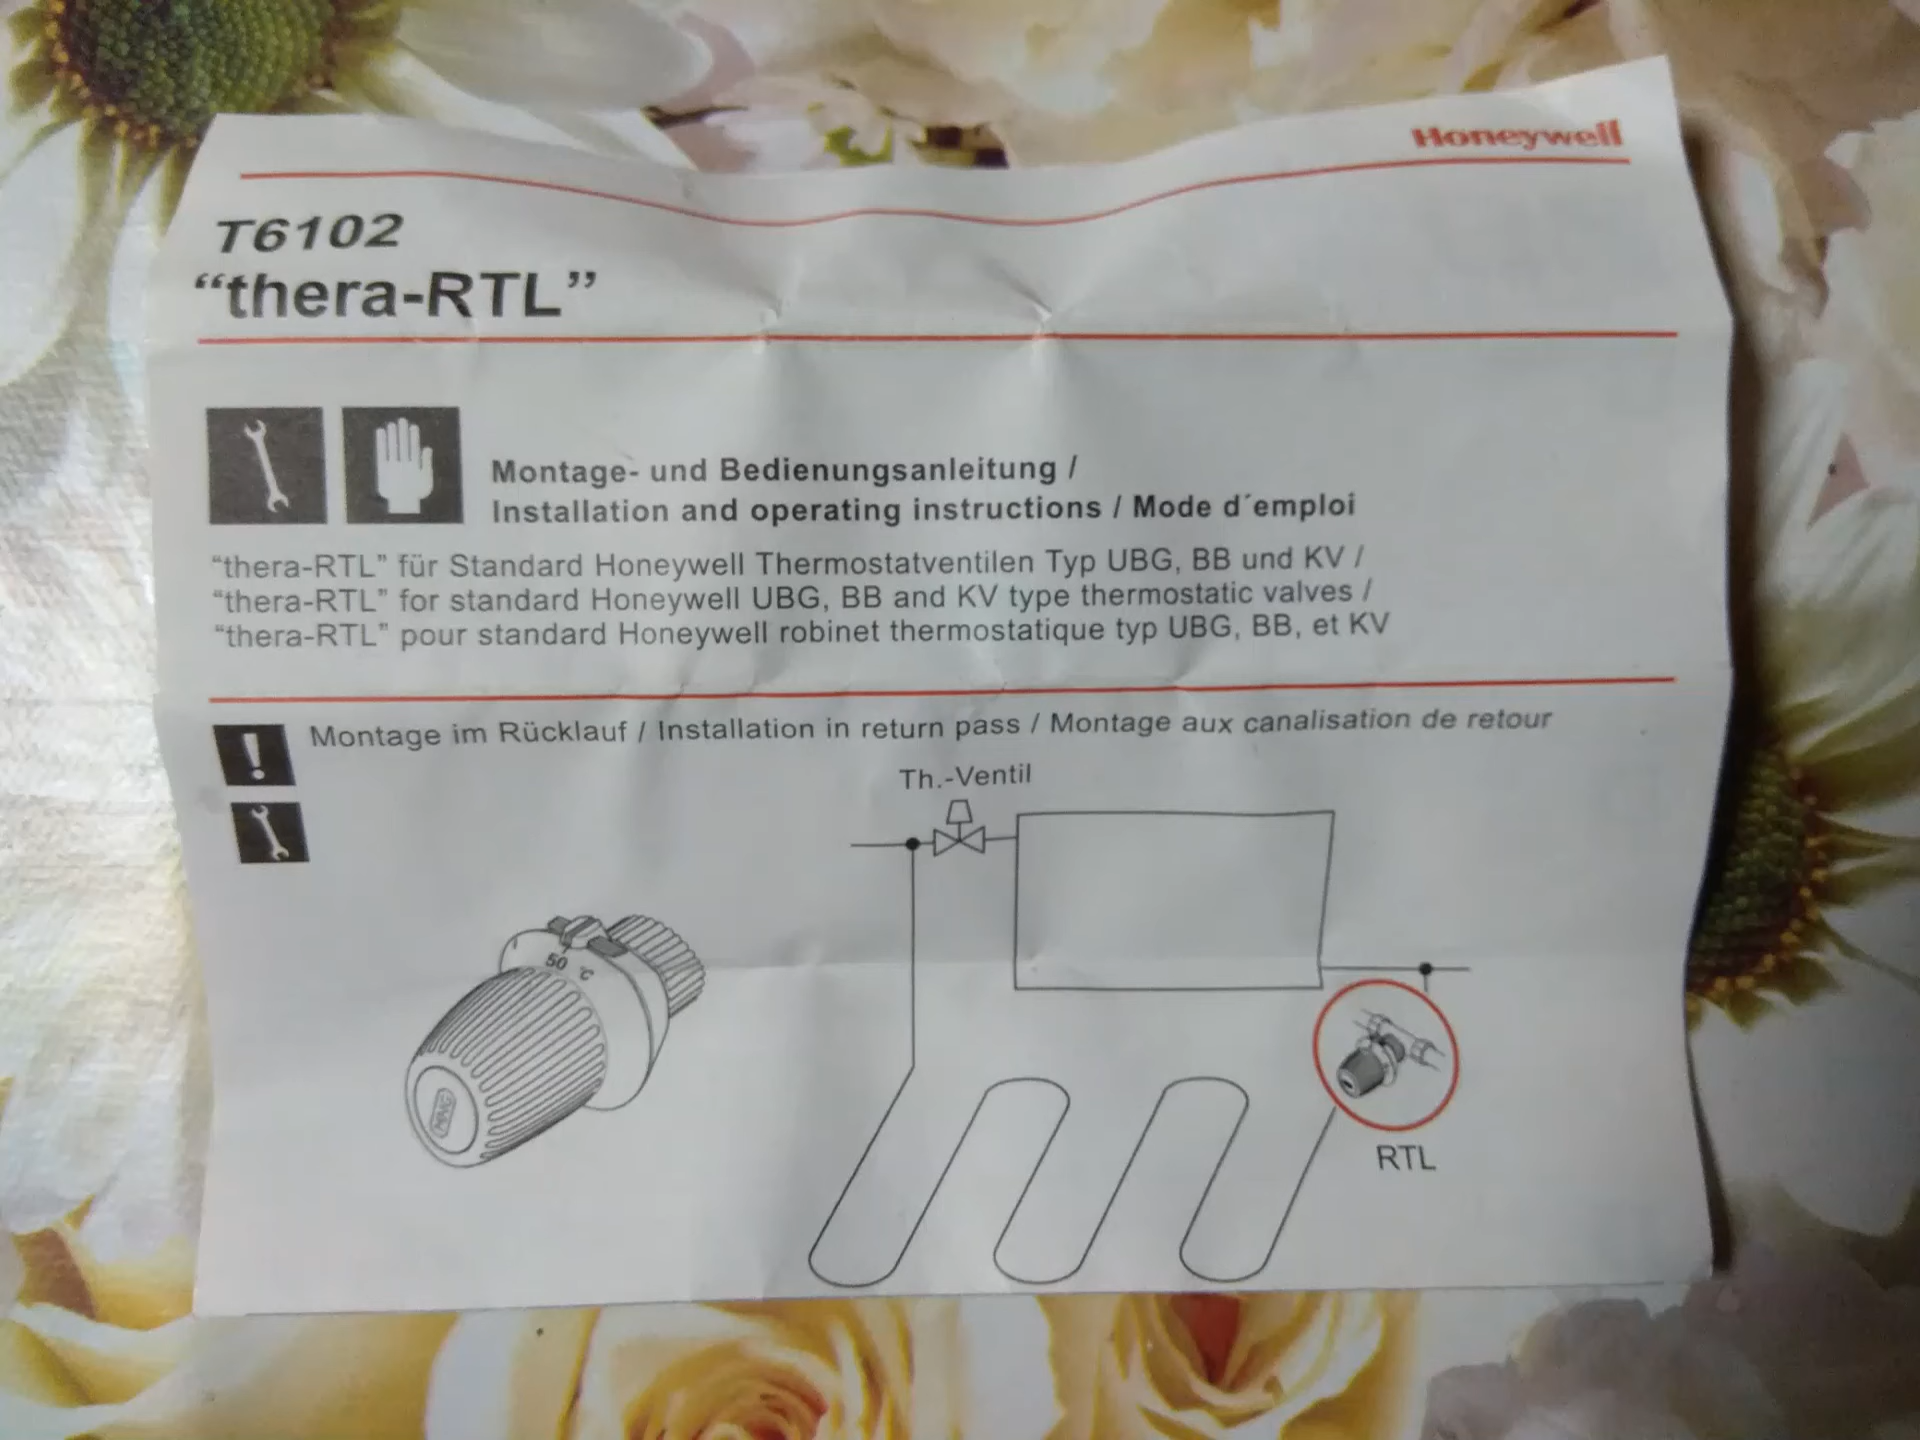 Honeywell
T6102
“thera-RTL”
Montage- und Bedienungsanleitung /
Installation and operating instructions / Mode d´emploi
“thera-RTL” für Standard Honeywell Thermostatventilen Typ UBG, BB und KV /
“thera-RTL” for standard Honeywell UBG, BB and KV type thermostatic valves /
“thera-RTL” pour standard Honeywell robinet thermostatique typ UBG, BB, et KV
! Montage im Rücklauf / Installation in return pass / Montage aux canalisation de retour
Th.-Ventil
50 °C
MNG
RTL